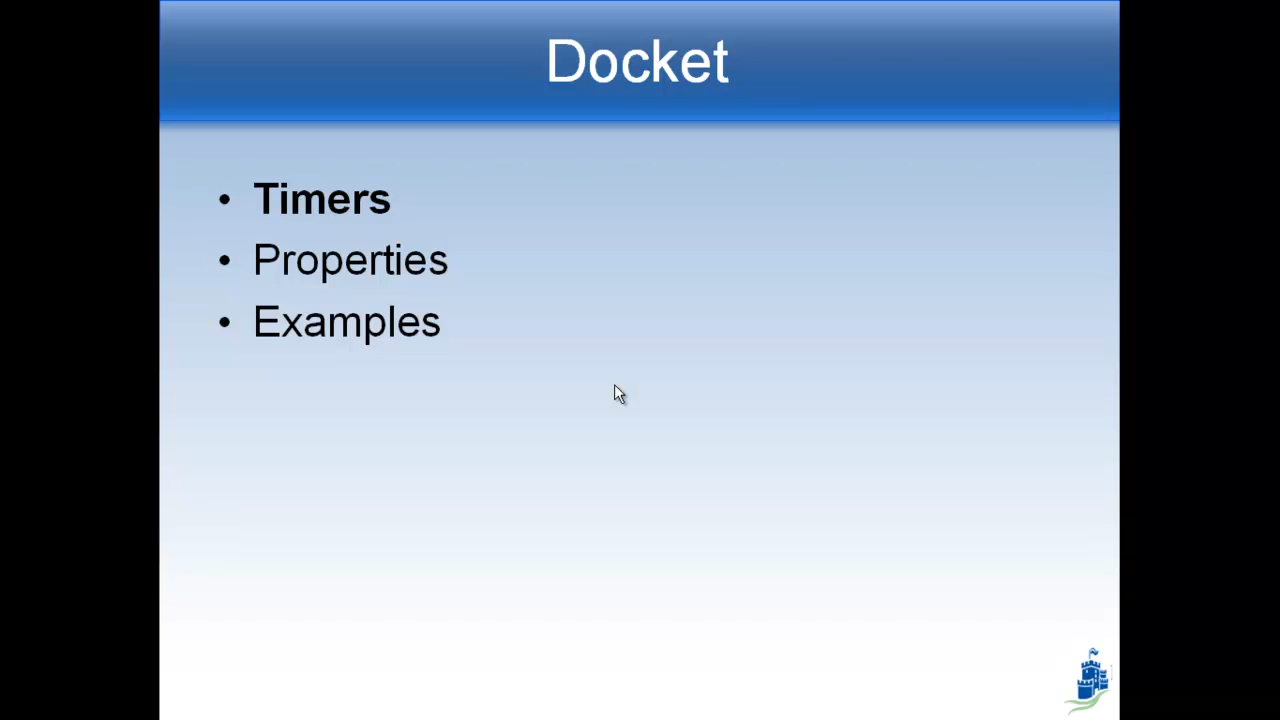 Docket
• Timers
• Properties
• Examples